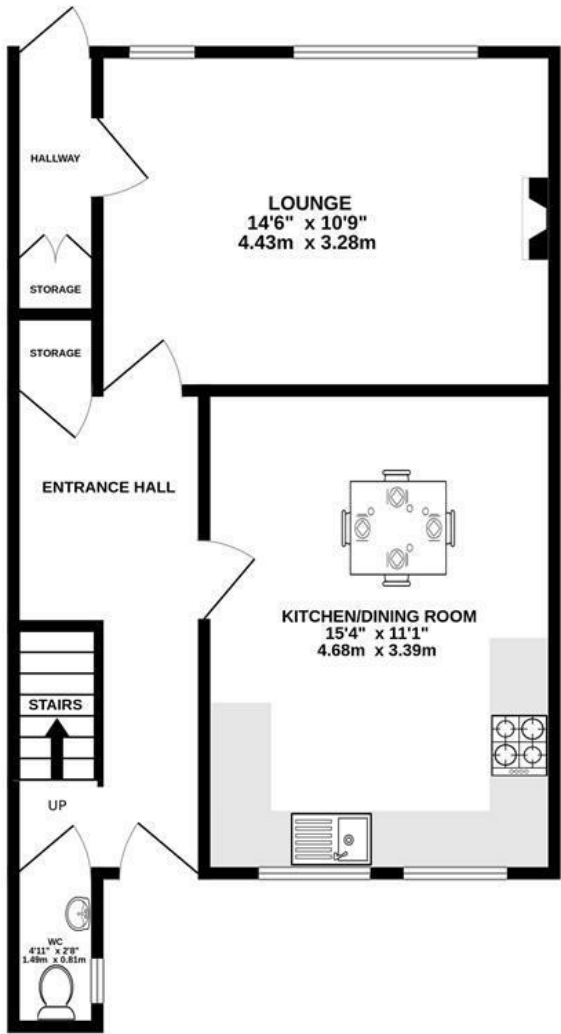 HALLWAY
LOUNGE
14'6" x 10'9"
4.43m x 3.28m
STORAGE
STORAGE
ENTRANCE HALL
KITCHEN/DINING ROOM
15'4" x 11'1"
4.68m x 3.39m
STAIRS
UP
WC
4'11" x 2'8"
1.49m x 0.81m